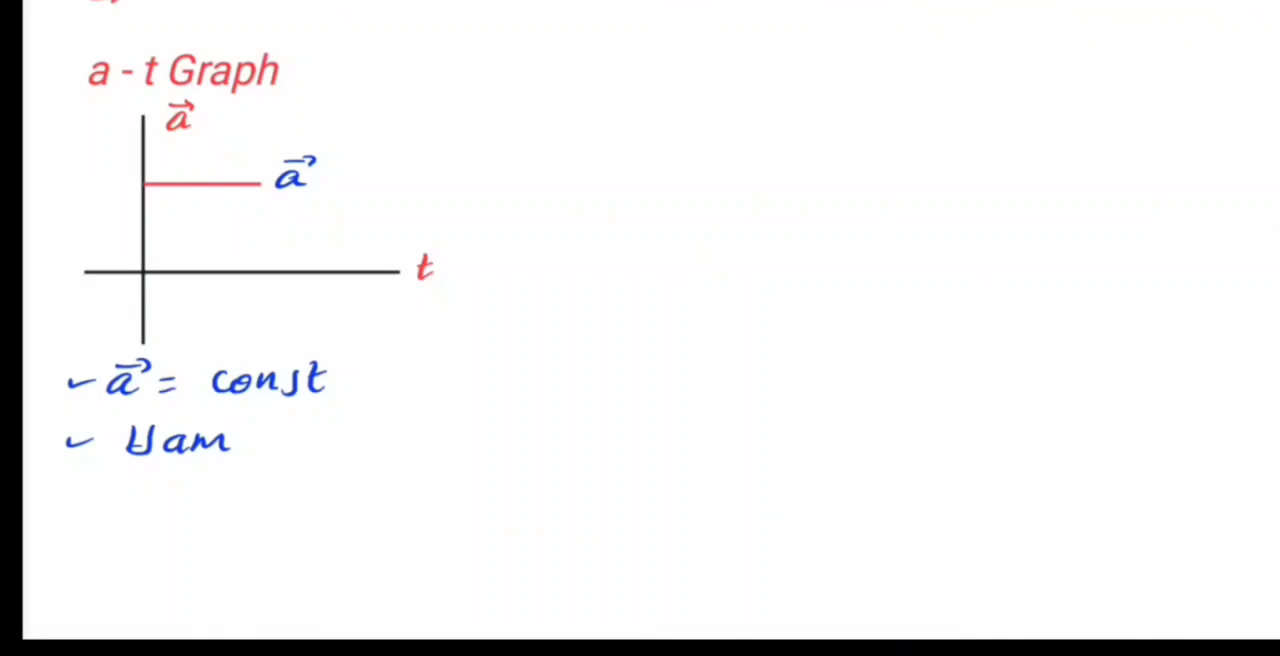 a - t Graph
a⃗
a⃗
t
✓ a⃗ = const
✓ UAM